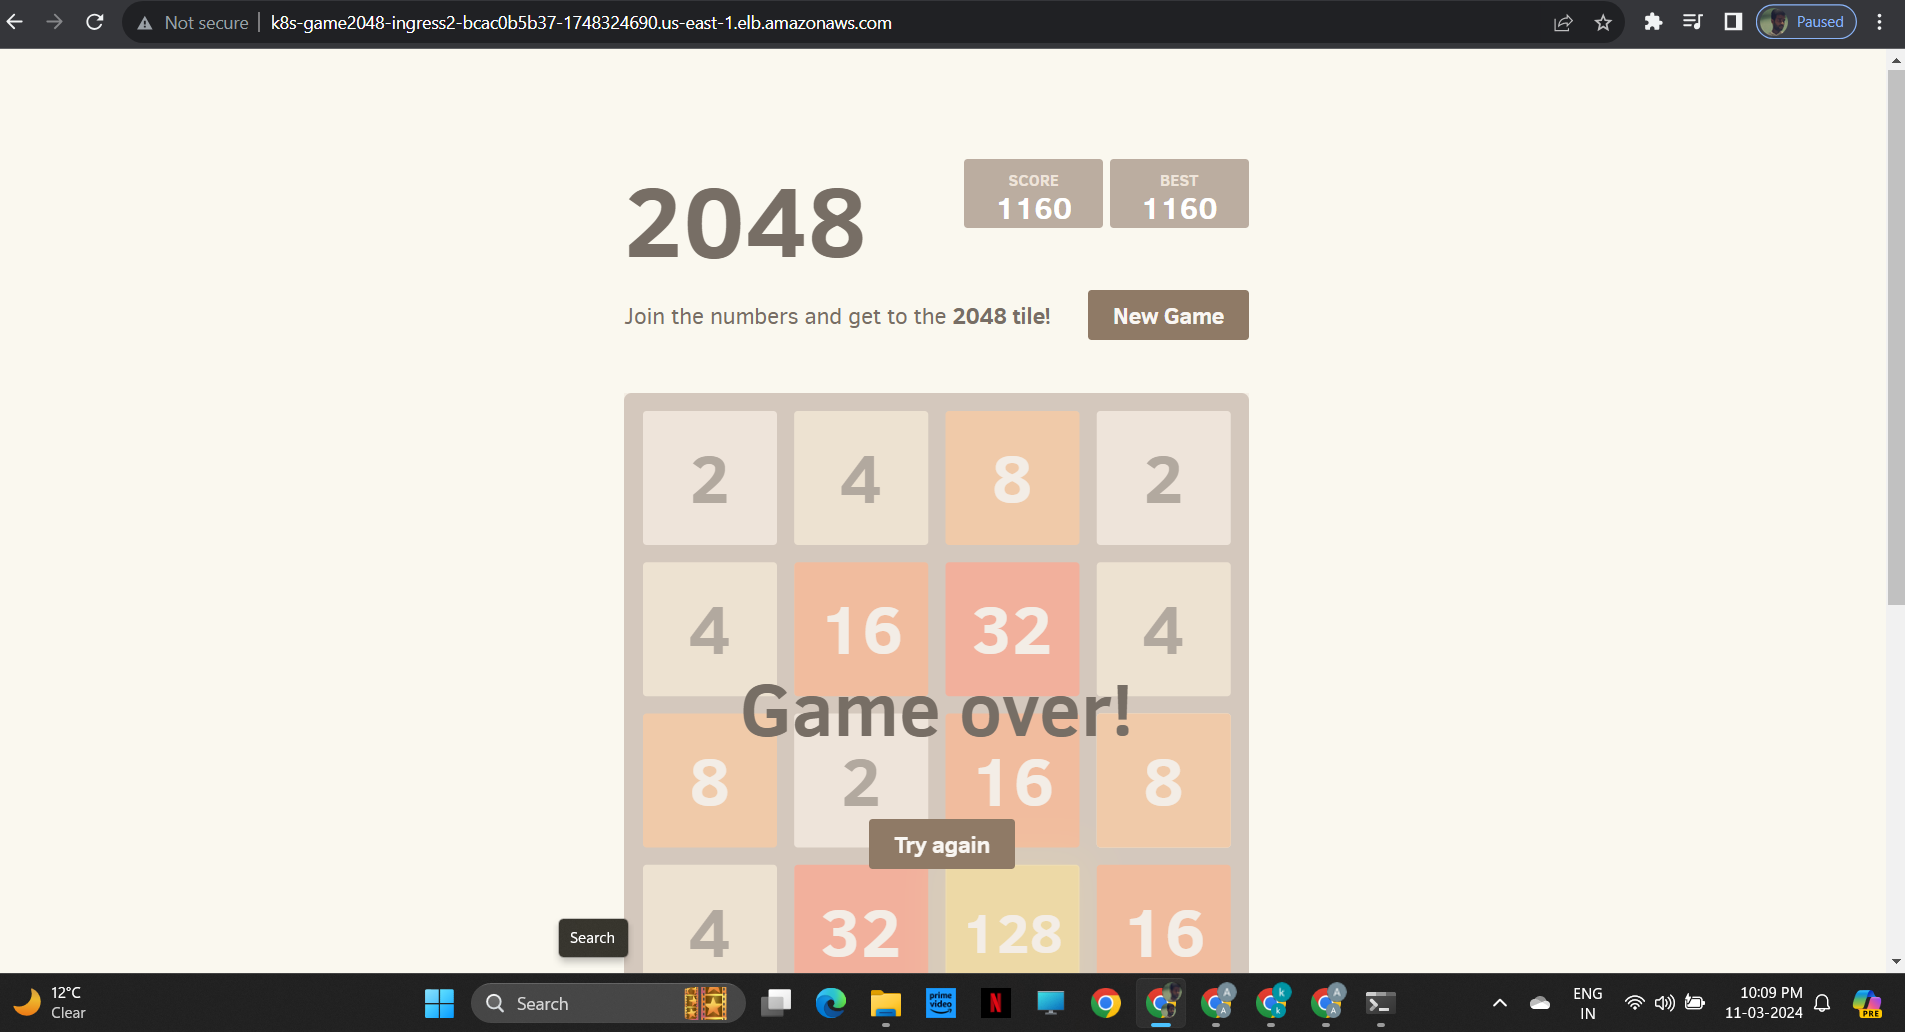 Not secure | k8s-game2048-ingress2-bcac0b5b37-1748324690.us-east-1.elb.amazonaws.com
Paused
2048
SCORE
1160
BEST
1160
Join the numbers and get to the 2048 tile!
New Game
2 4 8 2
4 16 32 4
Game over!
8 2 16 8
Try again
4 32 128 16
Search
12°C
Clear
Search
prime video
N
A
A
k
k
A
A
ENG
IN
10:09 PM
11-03-2024
PRE